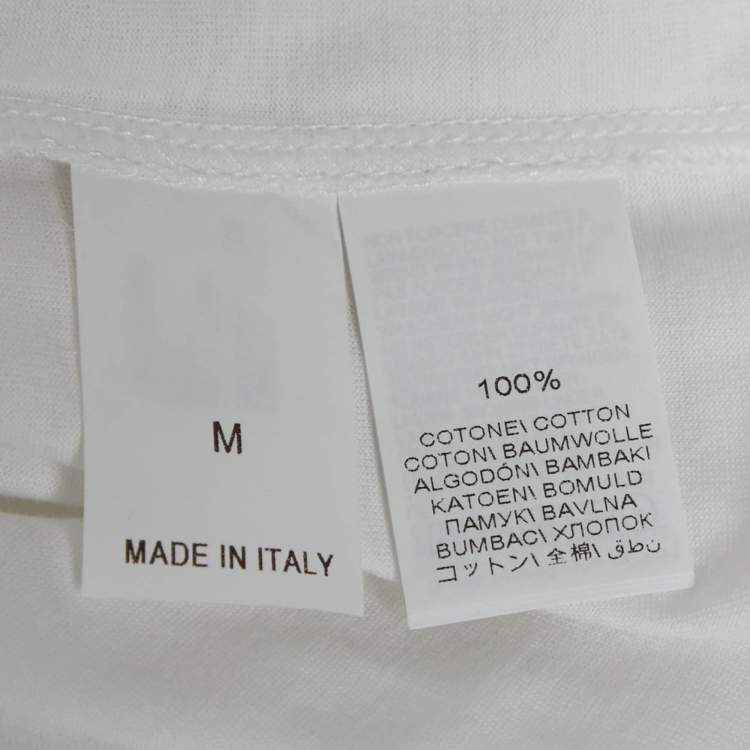 M
MADE IN ITALY
100%
COTONE\ COTTON
COTON\ BAUMWOLLE
ALGODÓN\ BAMBAKI
KATOEN\ BOMULD
ПАМУК\ BAVLNA
BUMBAC\ ХЛОПОК
コットン\ 全棉\ نطق